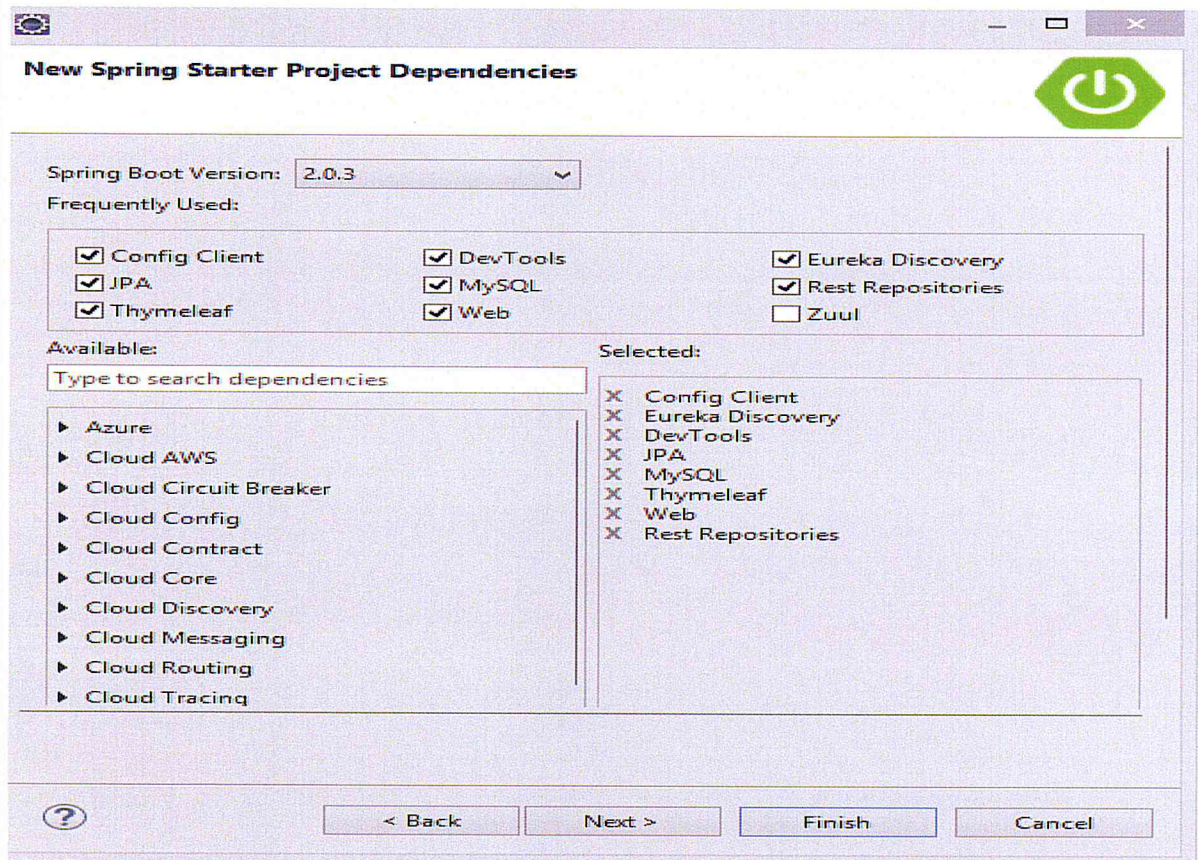 New Spring Starter Project Dependencies
Spring Boot Version: 2.0.3
Frequently Used:
Config Client DevTools Eureka Discovery
JPA MySQL Rest Repositories
Thymeleaf Web Zuul
Available:
Type to search dependencies
Azure
Cloud AWS
Cloud Circuit Breaker
Cloud Config
Cloud Contract
Cloud Core
Cloud Discovery
Cloud Messaging
Cloud Routing
Cloud Tracing
Selected:
X Config Client
X Eureka Discovery
X DevTools
X JPA
X MySQL
X Thymeleaf
X Web
X Rest Repositories
? < Back Next > Finish Cancel